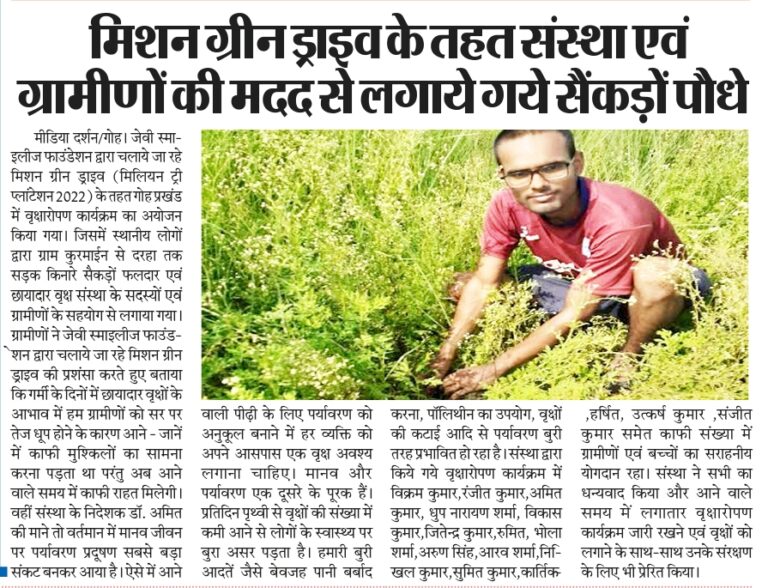 मिशन ग्रीन ड्राइव के तहत संस्था एवं
ग्रामीणों की मदद से लगाये गये सैंकड़ों पौधे
मीडिया दर्शन/गोह। जेवी स्मा-
इलीज फाउंडेशन द्वारा चलाये जा रहे
मिशन ग्रीन ड्राइव (मिलियन ट्री
प्लांटेशन 2022) के तहत गोह प्रखंड
में वृक्षारोपण कार्यक्रम का अयोजन
किया गया। जिसमें स्थानीय लोगों
द्वारा ग्राम कुरमाईन से दरहा तक
सड़क किनारे सैकड़ों फलदार एवं
छायादार वृक्ष संस्था के सदस्यों एवं
ग्रामीणों के सहयोग से लगाया गया।
ग्रामीणों ने जेवी स्माइलीज फाउंड-
ेशन द्वारा चलाये जा रहे मिशन ग्रीन
ड्राइव की प्रशंसा करते हुए बताया
कि गर्मी के दिनों में छायादार वृक्षों के
आभाव में हम ग्रामीणों को सर पर
तेज धूप होने के कारण आने - जानें
में काफी मुश्किलों का सामना
करना पड़ता था परंतु अब आने
वाले समय में काफी राहत मिलेगी।
वहीं संस्था के निदेशक डॉ. अमित
की माने तो वर्तमान में मानव जीवन
पर पर्यावरण प्रदूषण सबसे बड़ा
संकट बनकर आया है। ऐसे में आने
वाली पीढ़ी के लिए पर्यावरण को
अनुकूल बनाने में हर व्यक्ति को
अपने आसपास एक वृक्ष अवश्य
लगाना चाहिए। मानव और
पर्यावरण एक दूसरे के पूरक हैं।
प्रतिदिन पृथ्वी से वृक्षों की संख्या में
कमी आने से लोगों के स्वास्थ्य पर
बुरा असर पड़ता है। हमारी बुरी
आदतें जैसे बेवजह पानी बर्बाद
करना, पॉलिथीन का उपयोग, वृक्षों
की कटाई आदि से पर्यावरण बुरी
तरह प्रभावित हो रहा है। संस्था द्वारा
किये गये वृक्षारोपण कार्यक्रम में
विक्रम कुमार,रंजीत कुमार,अमित
कुमार, धुप नारायण शर्मा, विकास
कुमार,जितेन्द्र कुमार,रुमित, भोला
शर्मा,अरुण सिंह,आरव शर्मा,नि-
खिल कुमार,सुमित कुमार,कार्तिक-
,हर्षित, उत्कर्ष कुमार ,संजीत
कुमार समेत काफी संख्या में
ग्रामीणों एवं बच्चों का सराहनीय
योगदान रहा। संस्था ने सभी का
धन्यवाद किया और आने वाले
समय में लगातार वृक्षारोपण
कार्यक्रम जारी रखने एवं वृक्षों को
लगाने के साथ-साथ उनके संरक्षण
के लिए भी प्रेरित किया।